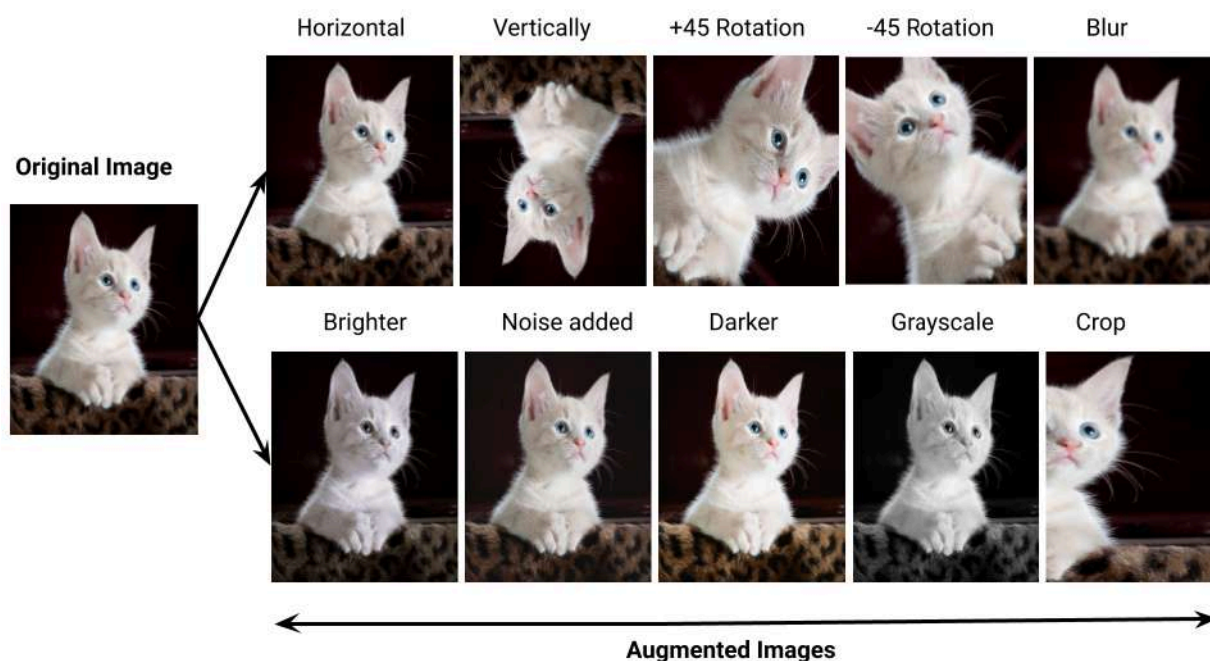 Horizontal
Vertically
+45 Rotation
-45 Rotation
Blur
Original Image
Brighter
Noise added
Darker
Grayscale
Crop
Augmented Images